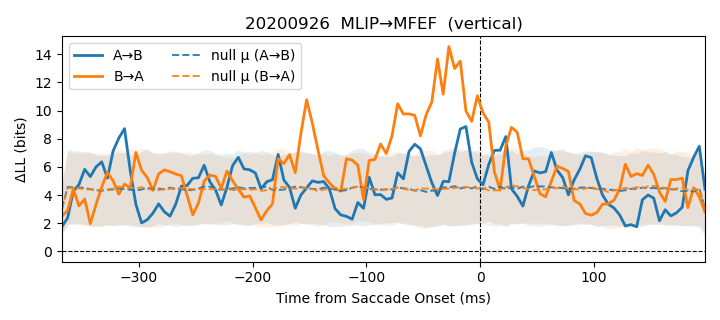 20200926  MLIP→MFEF  (vertical)
ΔLL (bits)
14
12
10
8
6
4
2
0
A→B
B→A
null μ (A→B)
null μ (B→A)
−300
−200
−100
0
100
Time from Saccade Onset (ms)